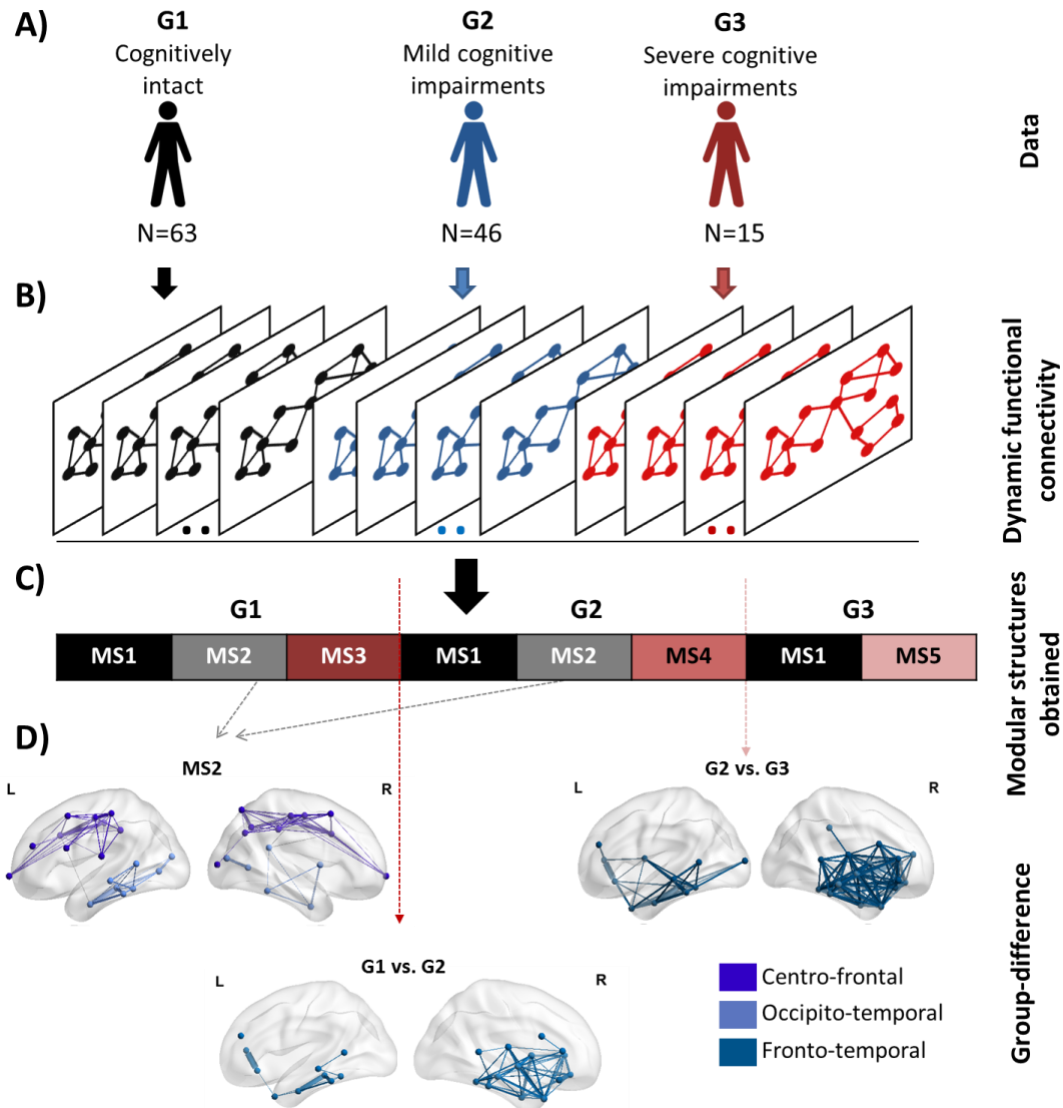 A)
G1
Cognitively
intact
N=63
G2
Mild cognitive
impairments
N=46
G3
Severe cognitive
impairments
N=15
Data
B)
Dynamic functional
connectivity
C)
G1
G2
G3
MS1 MS2 MS3 MS1 MS2 MS4 MS1 MS5
Modular structures
obtained
D)
MS2
L
R
G2 vs. G3
L
R
G1 vs. G2
L
R
Centro-frontal
Occipito-temporal
Fronto-temporal
Group-difference